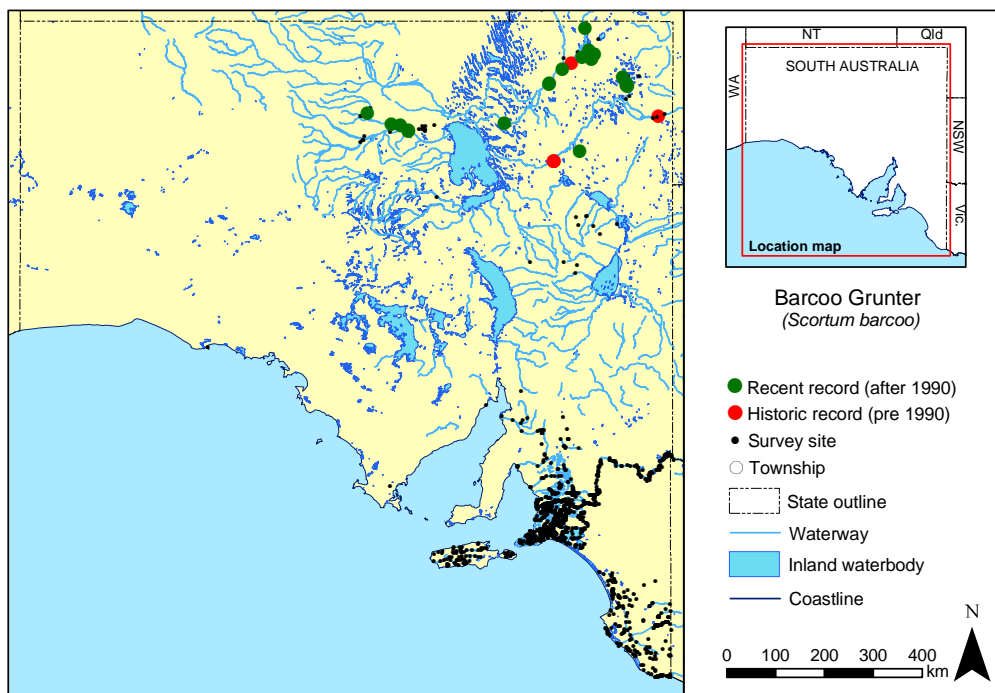 NT
Qld
SOUTH AUSTRALIA
WA
NSW
Vic.
Location map
Barcoo Grunter
(Scortum barcoo)
Recent record (after 1990)
Historic record (pre 1990)
Survey site
Township
State outline
Waterway
Inland waterbody
Coastline
N
0 100 200 300 400
km